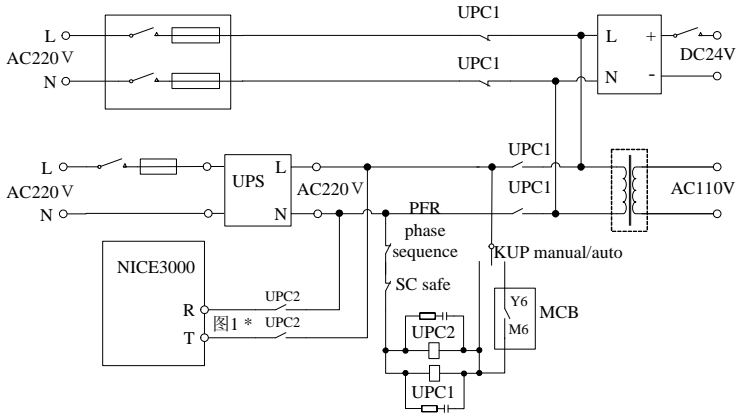 UPC1
L
AC220V
N
UPC1
L +
N -
DC24V
L
AC220V
N
UPS
L
N
AC220V
UPC1
UPC1
AC110V
PFR
phase
sequence
SC safe
KUP manual/auto
NICE3000
R
T
UPC2
图1 *
UPC2
Y6
M6
MCB
UPC2
UPC1